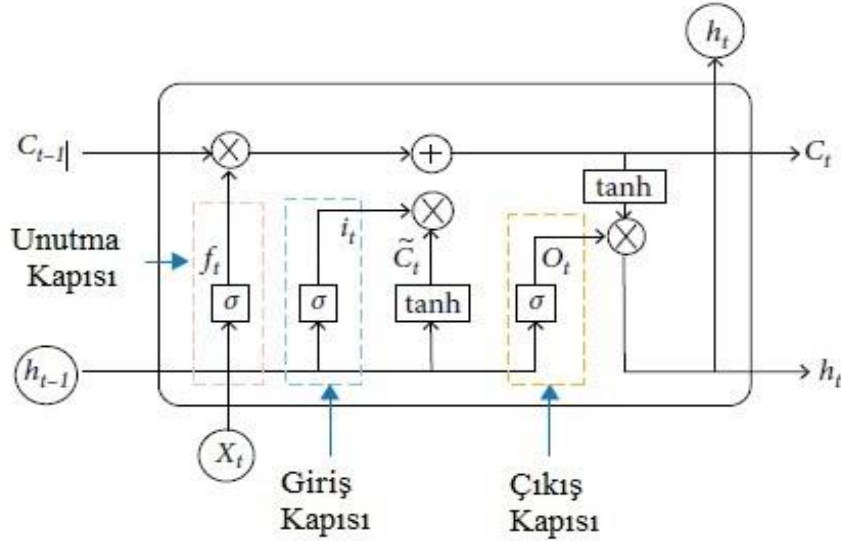 h_t
C_{t-1}|
C_t
tanh
Unutma
Kapısı
f_t
i_t
C̃_t
O_t
σ
σ
tanh
σ
h_{t-1}
h_t
X_t
Giriş
Kapısı
Çıkış
Kapısı